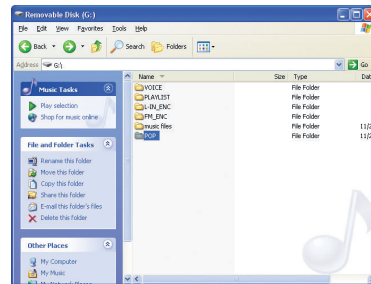 Removable Disk (G:)
File Edit View Favorites Tools Help
Back Search Folders
Address G:\ Go
Music Tasks
Play selection
Shop for music online
File and Folder Tasks
Rename this folder
Move this folder
Copy this folder
Share this folder
E-mail this folder's files
Delete this folder
Other Places
My Computer
My Music
Name Size Type Dat
VOICE File Folder
PLAYLIST File Folder
L-IN_ENC File Folder
FM_ENC File Folder
music files File Folder 11/2
POP File Folder 11/2